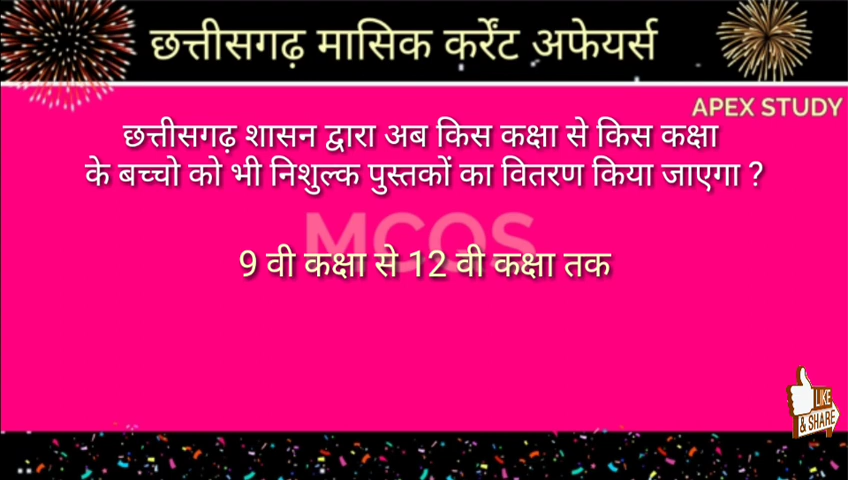 छत्तीसगढ़ मासिक करेंट अफेयर्स
APEX STUDY
छत्तीसगढ़ शासन द्वारा अब किस कक्षा से किस कक्षा
के बच्चो को भी निशुल्क पुस्तकों का वितरण किया जाएगा ?
MCQS
9 वी कक्षा से 12 वी कक्षा तक
LIKE
& SHARE